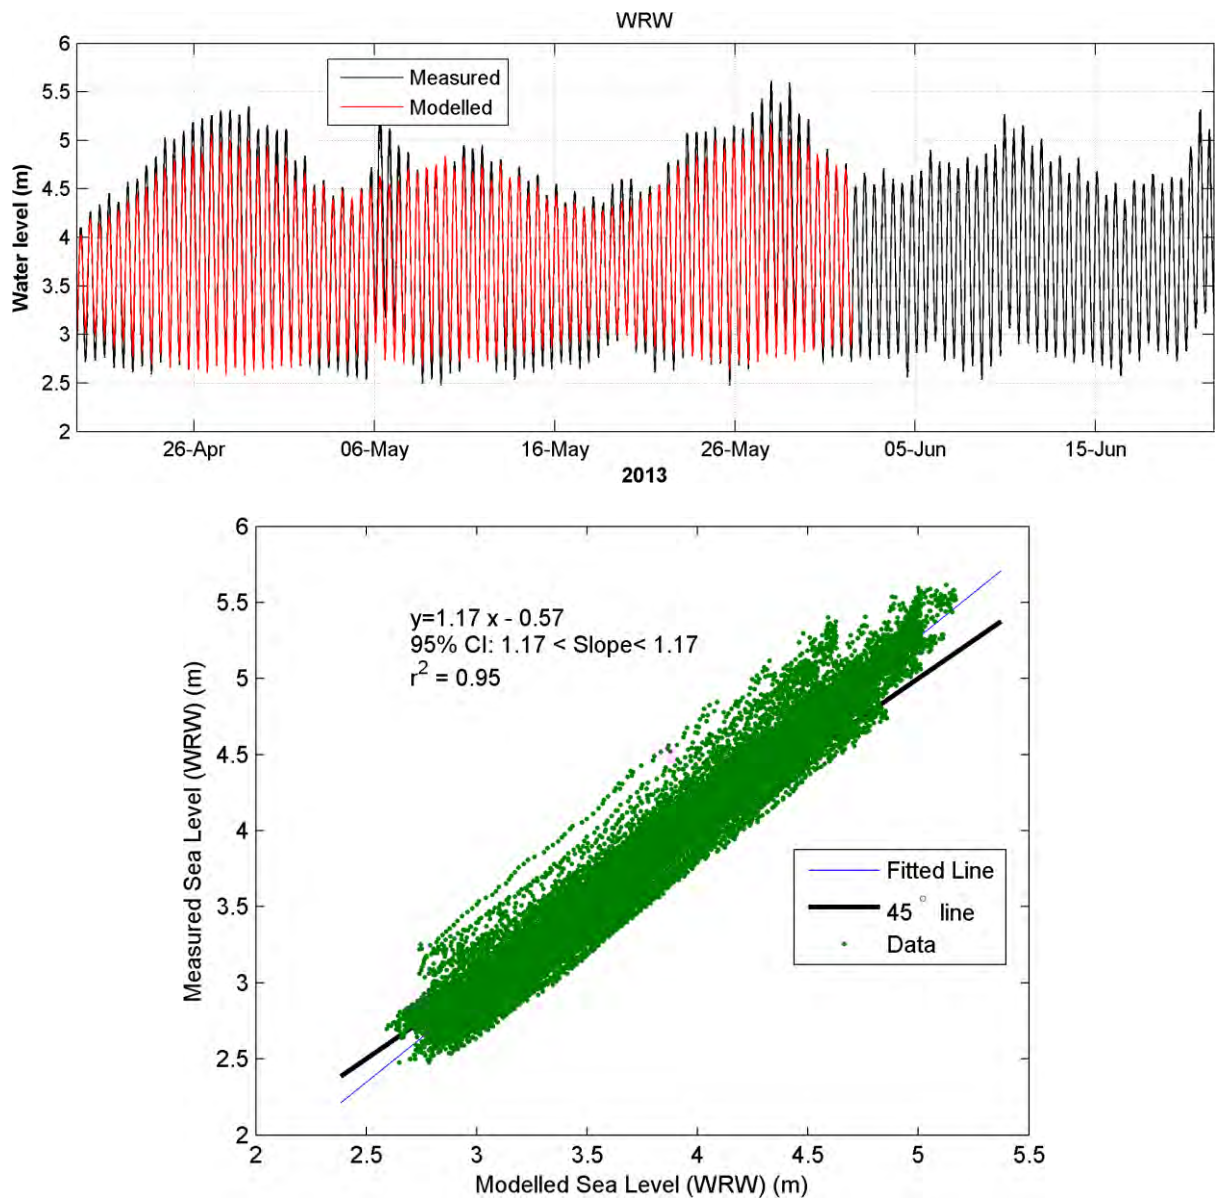 WRW
6
5.5
5
4.5
4
3.5
3
2.5
2
Water level (m)
Measured
Modelled
26-Apr 06-May 16-May 26-May 05-Jun 15-Jun
2013
6
5.5
5
4.5
4
3.5
3
2.5
2
Measured Sea Level (WRW) (m)
y=1.17 x - 0.57
95% CI: 1.17 < Slope< 1.17
r² = 0.95
Fitted Line
45° line
Data
2 2.5 3 3.5 4 4.5 5 5.5
Modelled Sea Level (WRW) (m)